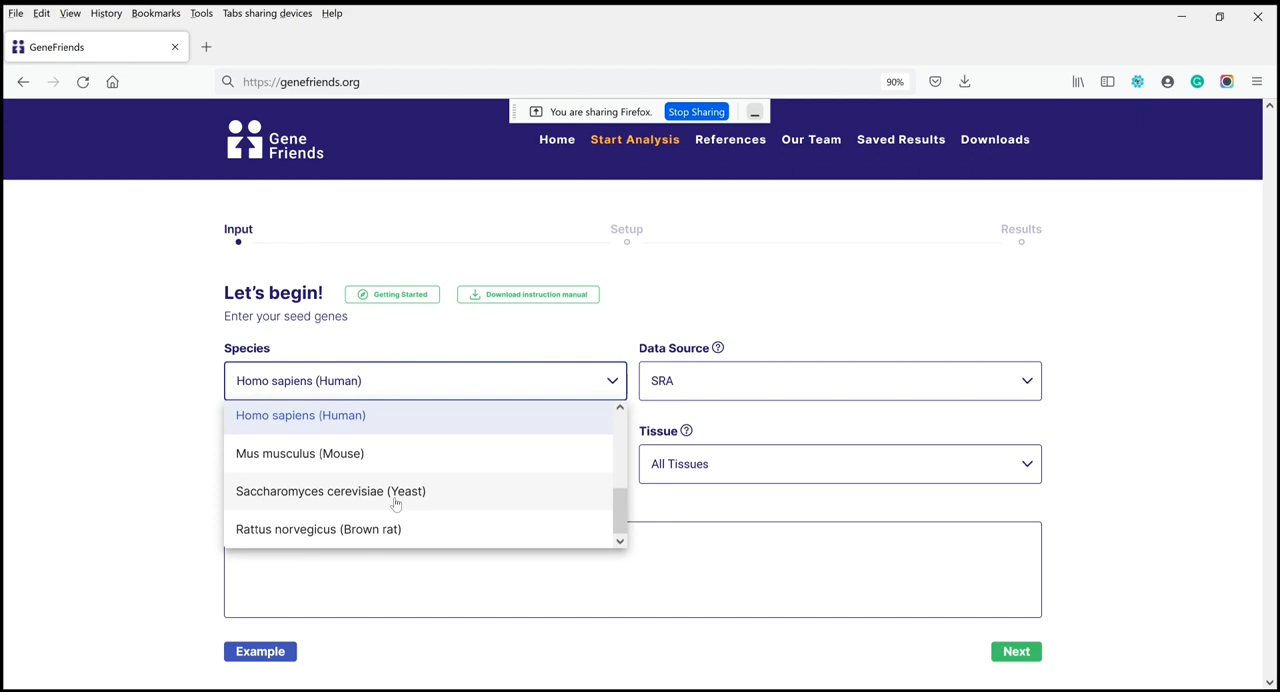 File Edit View History Bookmarks Tools Tabs sharing devices Help
GeneFriends
https://genefriends.org 90%
You are sharing Firefox. Stop Sharing
Gene
Friends
Home Start Analysis References Our Team Saved Results Downloads
Input Setup Results
Let's begin! Getting Started Download instruction manual
Enter your seed genes
Species Data Source ?
Homo sapiens (Human) SRA
Homo sapiens (Human)
Tissue ?
Mus musculus (Mouse) All Tissues
Saccharomyces cerevisiae (Yeast)
Rattus norvegicus (Brown rat)
Example Next